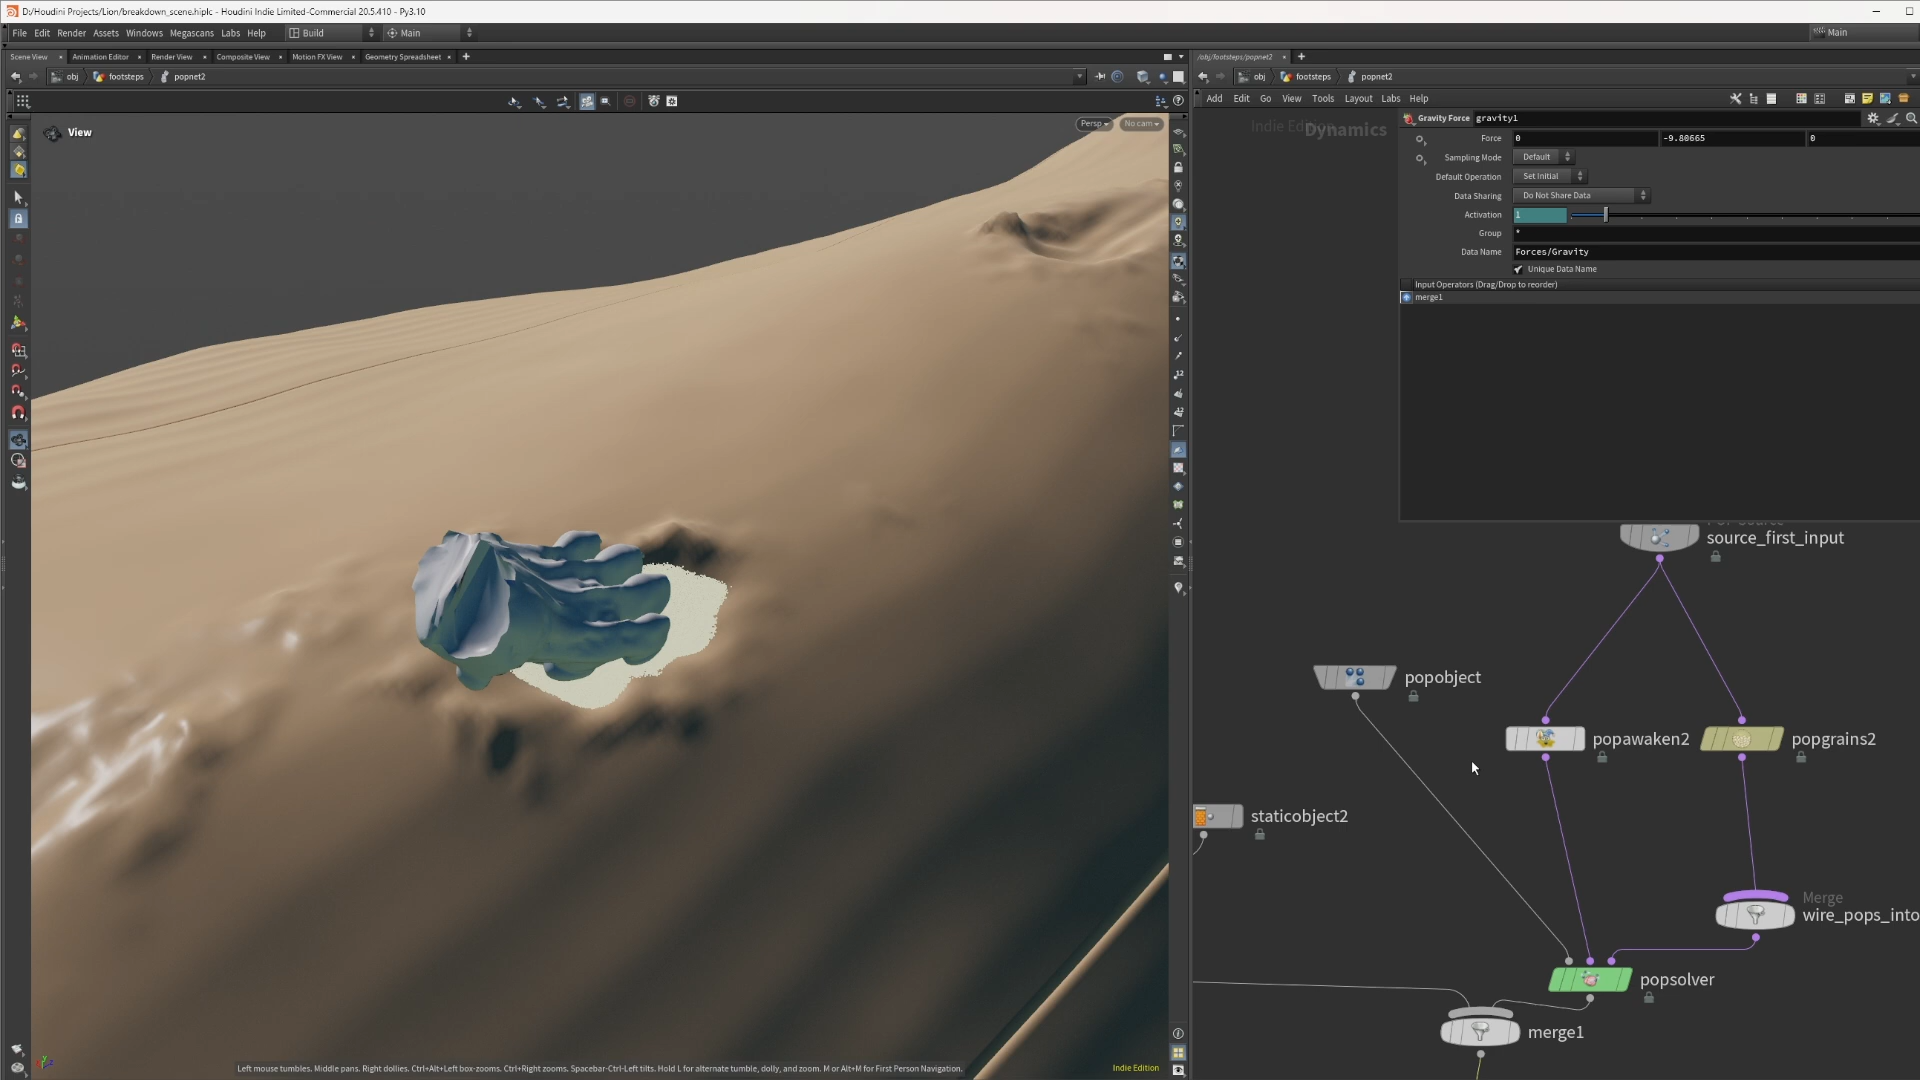 D:/Houdini Projects/Lion/breakdown_scene.hiplc - Houdini Indie Limited-Commercial 20.5.410 - Py3.10
File Edit Render Assets Windows Megascans Labs Help Build Main Main
Scene View Animation Editor Render View Composite View Motion FX View Geometry Spreadsheet
/obj/footsteps/popnet2
obj footsteps popnet2
obj footsteps popnet2
Add Edit Go View Tools Layout Labs Help
View
Persp No cam
Dynamics
Gravity Force gravity1
Force 0 -9.80665 0
Sampling Mode Default
Default Operation Set Initial
Data Sharing Do Not Share Data
Activation 1
Group *
Data Name Forces/Gravity
Unique Data Name
Input Operators (Drag/Drop to reorder)
merge1
source_first_input
popobject
popawaken2
popgrains2
staticobject2
Merge
wire_pops_into
popsolver
merge1
Left mouse tumbles. Middle pans. Right dollies. Ctrl+Alt+Left box-zooms. Ctrl+Right zooms. Spacebar-Ctrl-Left tilts. Hold L for alternate tumble, dolly, and zoom. M or Alt+M for First Person Navigation.
Indie Edition